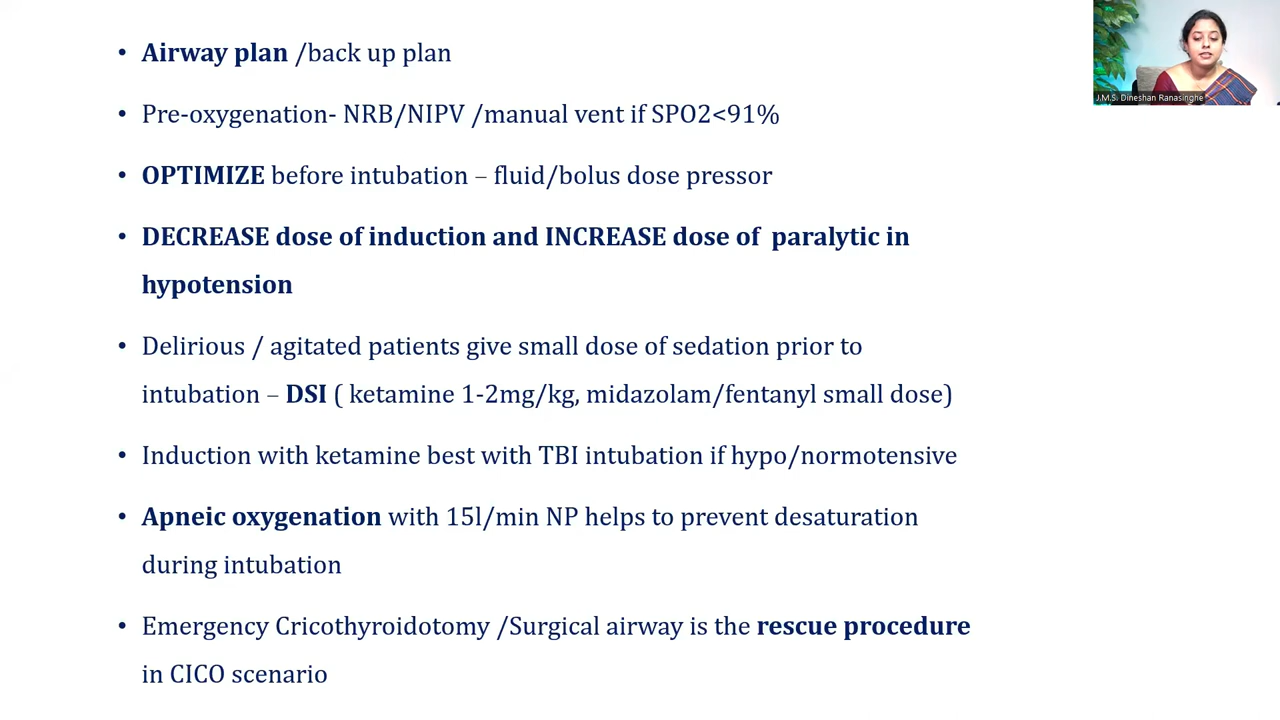 • Airway plan /back up plan
• Pre-oxygenation- NRB/NIPV /manual vent if SPO2<91%
• OPTIMIZE before intubation – fluid/bolus dose pressor
• DECREASE dose of induction and INCREASE dose of  paralytic in
hypotension
• Delirious / agitated patients give small dose of sedation prior to
intubation – DSI ( ketamine 1-2mg/kg, midazolam/fentanyl small dose)
• Induction with ketamine best with TBI intubation if hypo/normotensive
• Apneic oxygenation with 15l/min NP helps to prevent desaturation
during intubation
• Emergency Cricothyroidotomy /Surgical airway is the rescue procedure
in CICO scenario
J.M.S. Dineshan Ranasinghe